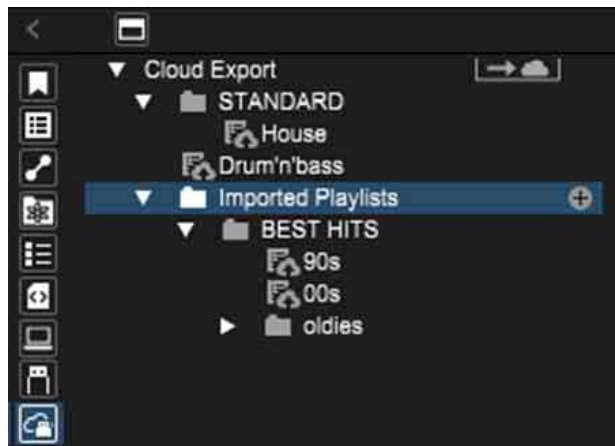 Cloud Export
STANDARD
House
Drum'n'bass
Imported Playlists
BEST HITS
90s
00s
oldies